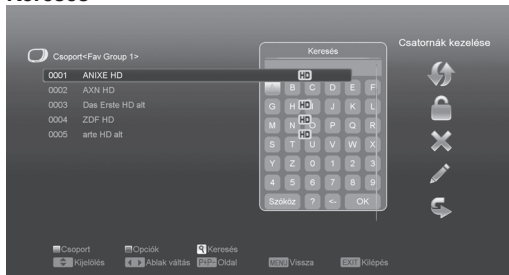 Csatornák kezelése
Csoport<Fav Group 1>
Keresés
0001 ANIXE HD HD
0002 AXN HD
0003 Das Erste HD alt HD
0004 ZDF HD HD
0005 arte HD alt HD
A B C D E F
G H I J K L
M N O P Q R
S T U V W X
Y Z 0 1 2 3
4 5 6 7 8 9
Szóköz ? <- OK
Csoport Opciók Keresés
Kijelölés Ablak váltás P+P- Oldal MENU Vissza EXIT Kilépés